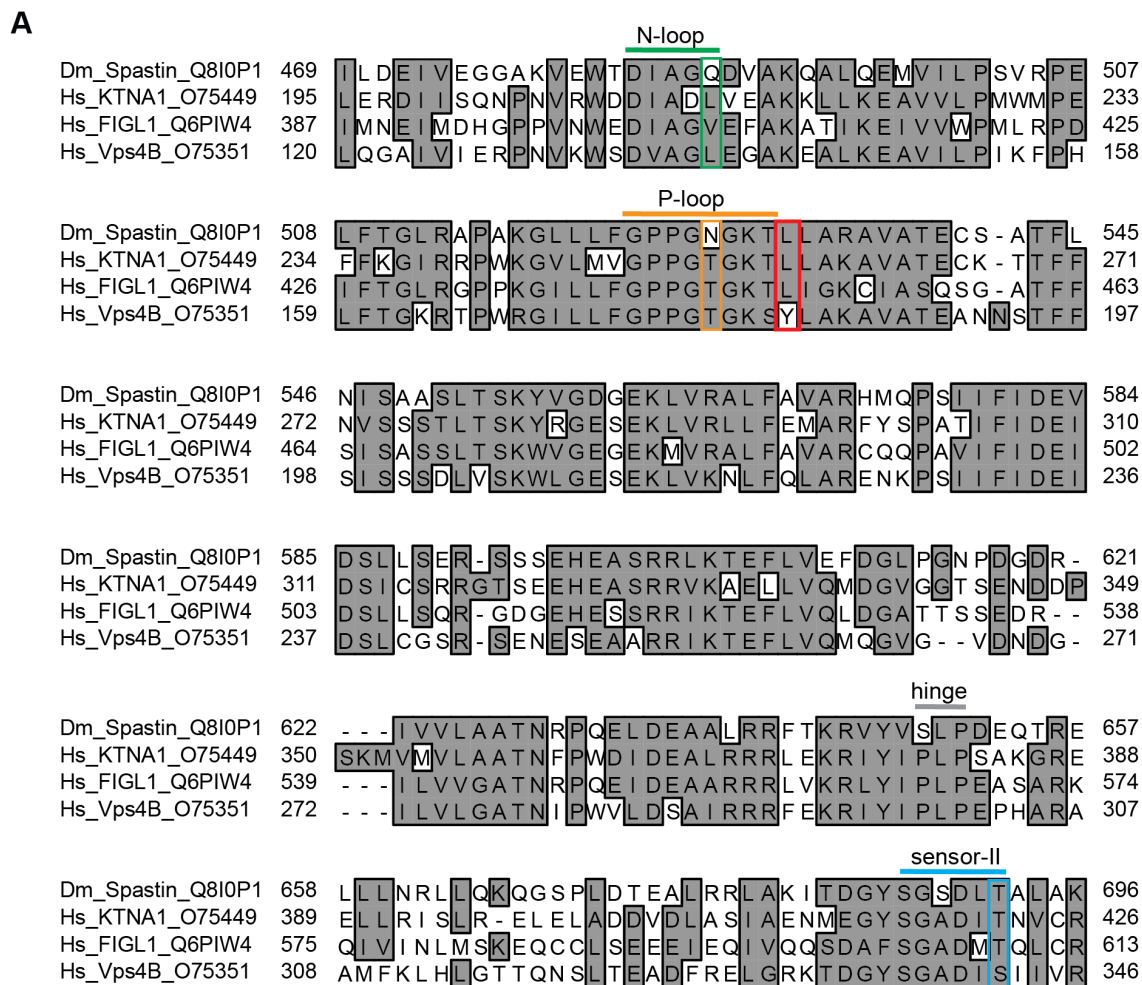 A
N-loop
Dm_Spastin_Q8I0P1 469 I L D E I V E G G A K V E W T D I A G Q D V A K Q A L Q E M V I L P S V R P E 507
Hs_KTNA1_O75449 195 L E R D I I S Q N P N V R W D D I A D L V E A K K L L K E A V V L P M W M P E 233
Hs_FIGL1_Q6PIW4 387 I M N E I M D H G P P V N W E D I A G V E F A K A T I K E I V V W P M L R P D 425
Hs_Vps4B_O75351 120 L Q G A I V I E R P N V K W S D V A G L E G A K E A L K E A V I L P I K F P H 158
P-loop
Dm_Spastin_Q8I0P1 508 L F T G L R A P A K G L L L F G P P G N G K T L L A R A V A T E C S - A T F L 545
Hs_KTNA1_O75449 234 F F K G I R R P W K G V L M V G P P G T G K T L L A K A V A T E C K - T T F F 271
Hs_FIGL1_Q6PIW4 426 I F T G L R G P P K G I L L F G P P G T G K T L I G K C I A S Q S G - A T F F 463
Hs_Vps4B_O75351 159 L F T G K R T P W R G I L L F G P P G T G K S Y L A K A V A T E A N N S T F F 197
Dm_Spastin_Q8I0P1 546 N I S A A S L T S K Y V G D G E K L V R A L F A V A R H M Q P S I I F I D E V 584
Hs_KTNA1_O75449 272 N V S S S T L T S K Y R G E S E K L V R L L F E M A R F Y S P A T I F I D E I 310
Hs_FIGL1_Q6PIW4 464 S I S A S S L T S K W V G E G E K M V R A L F A V A R C Q Q P A V I F I D E I 502
Hs_Vps4B_O75351 198 S I S S S D L V S K W L G E S E K L V K N L F Q L A R E N K P S I I F I D E I 236
Dm_Spastin_Q8I0P1 585 D S L L S E R - S S S E H E A S R R L K T E F L V E F D G L P G N P D G D R - 621
Hs_KTNA1_O75449 311 D S I C S R R G T S E E H E A S R R V K A E L L V Q M D G V G G T S E N D D P 349
Hs_FIGL1_Q6PIW4 503 D S L L S Q R - G D G E H E S S R R I K T E F L V Q L D G A T T S S E D R - - 538
Hs_Vps4B_O75351 237 D S L C G S R - S E N E S E A A R R I K T E F L V Q M Q G V G - - V D N D G - 271
hinge
Dm_Spastin_Q8I0P1 622 - - - I V V L A A T N R P Q E L D E A A L R R F T K R V Y V S L P D E Q T R E 657
Hs_KTNA1_O75449 350 S K M V M V L A A T N F P W D I D E A L R R R L E K R I Y I P L P S A K G R E 388
Hs_FIGL1_Q6PIW4 539 - - - I L V V G A T N R P Q E I D E A A R R R L V K R L Y I P L P E A S A R K 574
Hs_Vps4B_O75351 272 - - - I L V L G A T N I P W V L D S A I R R R F E K R I Y I P L P E P H A R A 307
sensor-II
Dm_Spastin_Q8I0P1 658 L L L N R L L Q K Q G S P L D T E A L R R L A K I T D G Y S G S D L T A L A K 696
Hs_KTNA1_O75449 389 E L L R I S L R - E L E L A D D V D L A S I A E N M E G Y S G A D I T N V C R 426
Hs_FIGL1_Q6PIW4 575 Q I V I N L M S K E Q C C L S E E E I E Q I V Q Q S D A F S G A D M T Q L C R 613
Hs_Vps4B_O75351 308 A M F K L H L G T T Q N S L T E A D F R E L G R K T D G Y S G A D I S I I V R 346